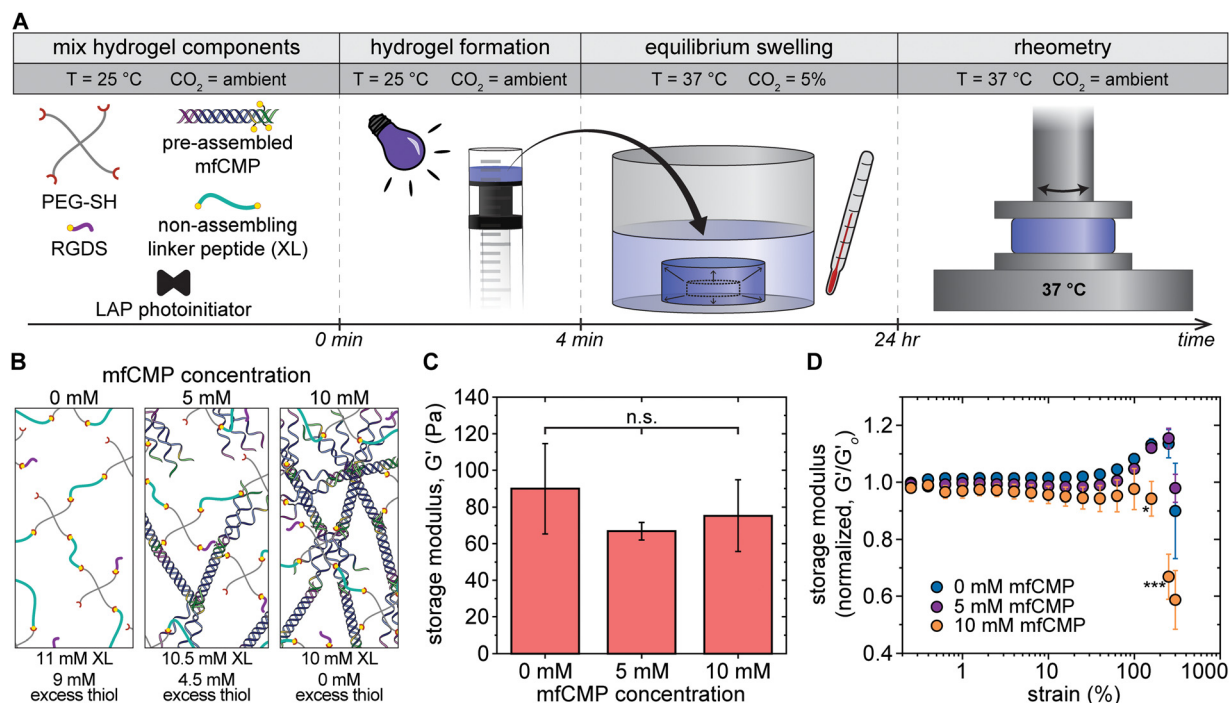 A
mix hydrogel components
hydrogel formation
equilibrium swelling
rheometry
T = 25 °C CO₂ = ambient
T = 25 °C CO₂ = ambient
T = 37 °C CO₂ = 5%
T = 37 °C CO₂ = ambient
PEG-SH
pre-assembled
mfCMP
RGDS
non-assembling
linker peptide (XL)
LAP photoinitiator
37 °C
0 min
4 min
24 hr
time
B
mfCMP concentration
0 mM
5 mM
10 mM
11 mM XL
9 mM
excess thiol
10.5 mM XL
4.5 mM
excess thiol
10 mM XL
0 mM
excess thiol
C
storage modulus, G' (Pa)
140
120
100
80
60
40
20
0
n.s.
0 mM
5 mM
10 mM
mfCMP concentration
D
storage modulus
(normalized, G'/G'ₒ)
1.2
1.0
0.8
0.6
0.4
*
***
0 mM mfCMP
5 mM mfCMP
10 mM mfCMP
1
10
100
1000
strain (%)